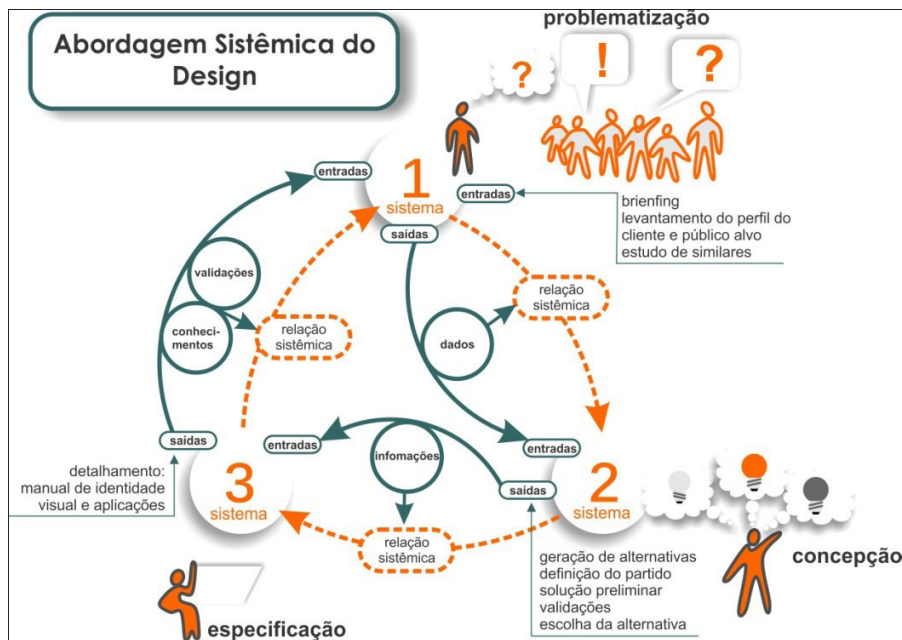 Abordagem Sistêmica do
Design
problematização
?
!
?
entradas
1
sistema
entradas
saídas
brienfing
levantamento do perfil do
cliente e público alvo
estudo de similares
validações
conheci-
mentos
relação
sistêmica
dados
relação
sistêmica
saídas
entradas
infomações
entradas
saídas
detalhamento:
manual de identidade
visual e aplicações
3
sistema
2
sistema
relação
sistêmica
geração de alternativas
definição do partido
solução preliminar
validações
escolha da alternativa
concepção
especificação